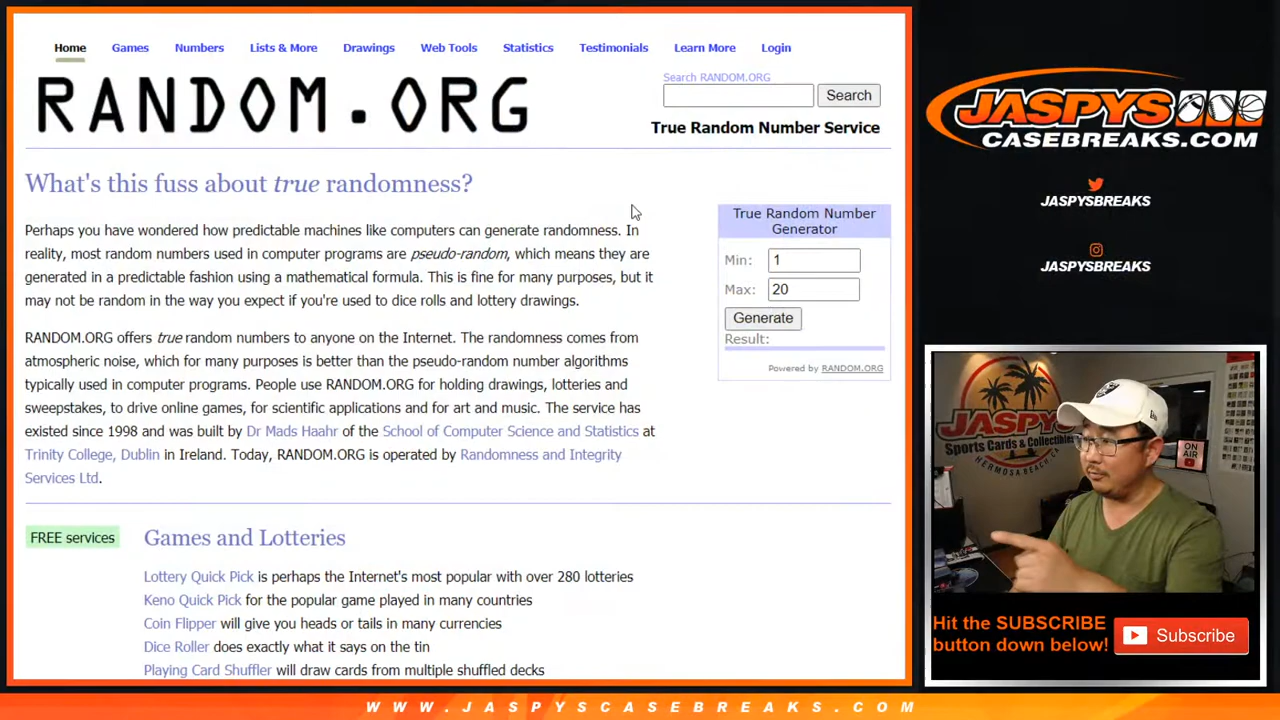 Home Games Numbers Lists & More Drawings Web Tools Statistics Testimonials Learn More Login
RANDOM.ORG
Search RANDOM.ORG
Search
True Random Number Service
What's this fuss about true randomness?
Perhaps you have wondered how predictable machines like computers can generate randomness. In
reality, most random numbers used in computer programs are pseudo-random, which means they are
generated in a predictable fashion using a mathematical formula. This is fine for many purposes, but it
may not be random in the way you expect if you're used to dice rolls and lottery drawings.
RANDOM.ORG offers true random numbers to anyone on the Internet. The randomness comes from
atmospheric noise, which for many purposes is better than the pseudo-random number algorithms
typically used in computer programs. People use RANDOM.ORG for holding drawings, lotteries and
sweepstakes, to drive online games, for scientific applications and for art and music. The service has
existed since 1998 and was built by Dr Mads Haahr of the School of Computer Science and Statistics at
Trinity College, Dublin in Ireland. Today, RANDOM.ORG is operated by Randomness and Integrity
Services Ltd.
True Random Number
Generator
Min: 1
Max: 20
Generate
Result:
Powered by RANDOM.ORG
FREE services
Games and Lotteries
Lottery Quick Pick is perhaps the Internet's most popular with over 280 lotteries
Keno Quick Pick for the popular game played in many countries
Coin Flipper will give you heads or tails in many currencies
Dice Roller does exactly what it says on the tin
Playing Card Shuffler will draw cards from multiple shuffled decks
JASPYS
CASEBREAKS.COM
JASPYSBREAKS
JASPYSBREAKS
JASPYS
Sports Cards & Collectibles
HERMOSA BEACH, CA
ON
AIR
Hit the SUBSCRIBE
button down below!
Subscribe
WWW.JASPYSCASEBREAKS.COM